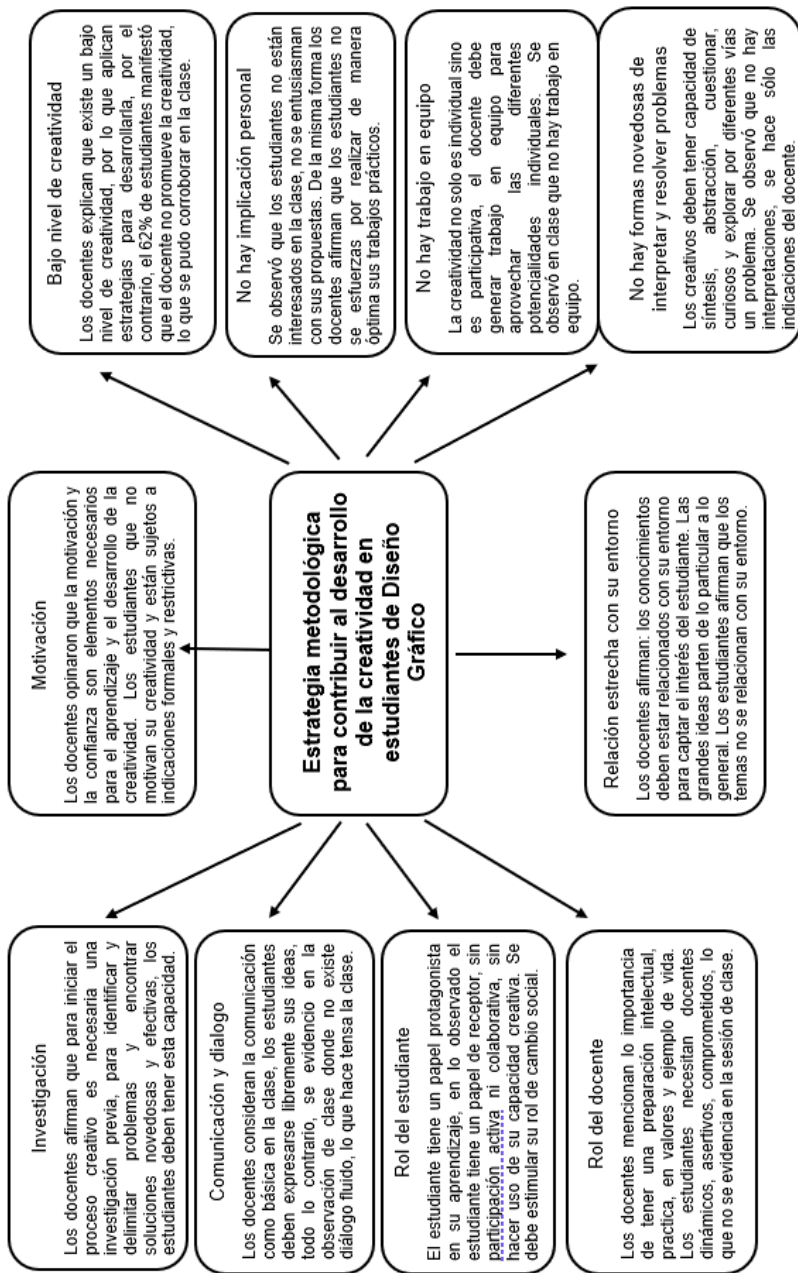 Investigación
Los docentes afirman que para iniciar el
proceso creativo es necesaria una
investigación previa, para identificar y
delimitar problemas y encontrar
soluciones novedosas y efectivas, los
estudiantes deben tener esta capacidad.
Comunicación y dialogo
Los docentes consideran la comunicación
como básica en la clase, los estudiantes
deben expresarse libremente sus ideas,
todo lo contrario, se evidencio en la
observación de clase donde no existe
diálogo fluido, lo que hace tensa la clase.
Rol del estudiante
El estudiante tiene un papel protagonista
en su aprendizaje, en lo observado el
estudiante tiene un papel de receptor, sin
participación activa ni colaborativa, sin
hacer uso de su capacidad creativa. Se
debe estimular su rol de cambio social.
Rol del docente
Los docentes mencionan lo importancia
de tener una preparación intelectual,
practica, en valores y ejemplo de vida.
Los estudiantes necesitan docentes
dinámicos, asertivos, comprometidos, lo
que no se evidencia en la sesión de clase.
Motivación
Los docentes opinaron que la motivación y
la confianza son elementos necesarios
para el aprendizaje y el desarrollo de la
creatividad. Los estudiantes que no
motivan su creatividad y están sujetos a
indicaciones formales y restrictivas.
Estrategia metodológica
para contribuir al desarrollo
de la creatividad en
estudiantes de Diseño
Gráfico
Relación estrecha con su entorno
Los docentes afirman: los conocimientos
deben estar relacionados con su entorno
para captar el interés del estudiante. Las
grandes ideas parten de lo particular a lo
general. Los estudiantes afirman que los
temas no se relacionan con su entorno.
Bajo nivel de creatividad
Los docentes explican que existe un bajo
nivel de creatividad, por lo que aplican
estrategias para desarrollarla, por el
contrario, el 62% de estudiantes manifestó
que el docente no promueve la creatividad,
lo que se pudo corroborar en la clase.
No hay implicación personal
Se observó que los estudiantes no están
interesados en la clase, no se entusiasman
con sus propuestas. De la misma forma los
docentes afirman que los estudiantes no
se esfuerzas por realizar de manera
óptima sus trabajos prácticos.
No hay trabajo en equipo
La creatividad no solo es individual sino
es participativa, el docente debe
generar trabajo en equipo para
aprovechar las diferentes
potencialidades individuales. Se
observó en clase que no hay trabajo en
equipo.
No hay formas novedosas de
interpretar y resolver problemas
Los creativos deben tener capacidad de
síntesis, abstracción, cuestionar,
curiosos y explorar por diferentes vías
un problema. Se observó que no hay
interpretaciones, se hace sólo las
indicaciones del docente.